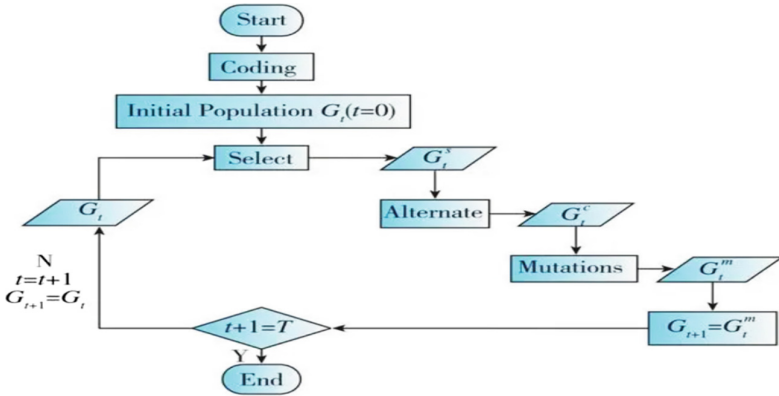 Start
Coding
Initial Population G_t(t=0)
Select
G_t^s
G_t
Alternate
G_t^c
N
t=t+1
G_{t+1}=G_t
Mutations
G_t^m
t+1=T
G_{t+1}=G_t^m
Y
End